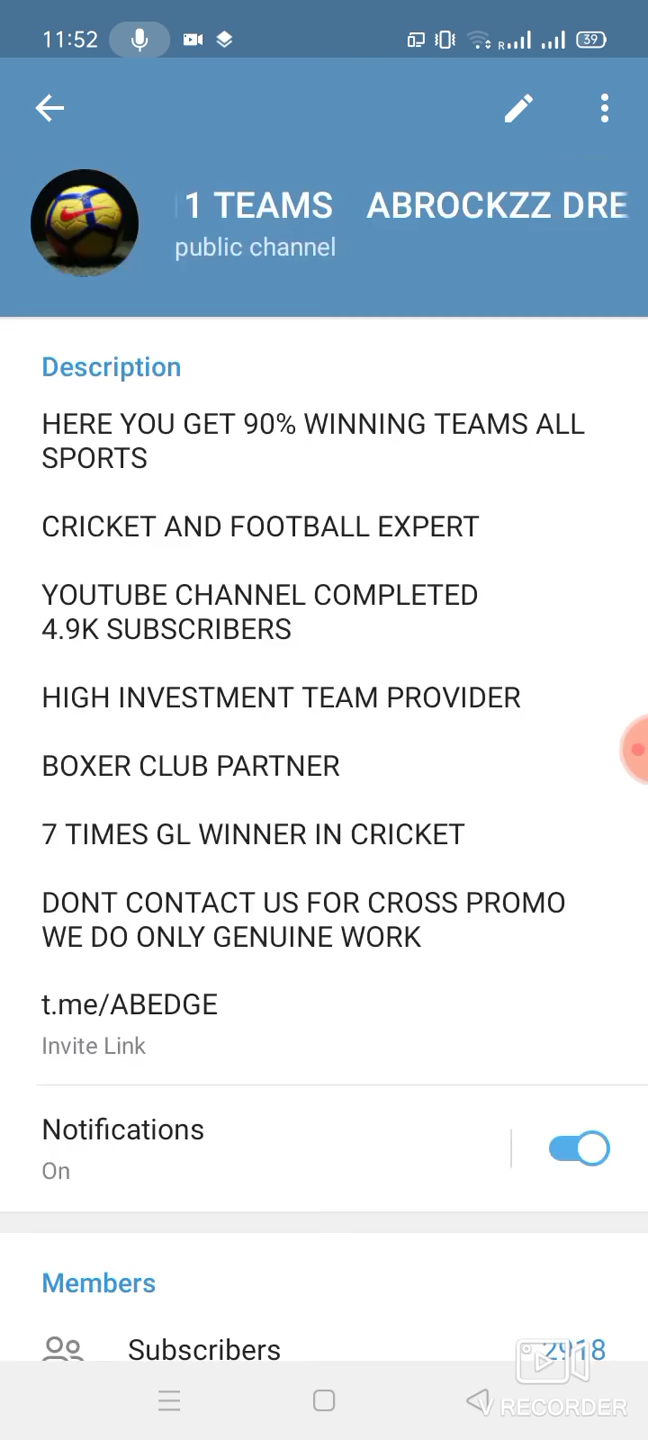 11:52
R
39
1 TEAMS ABROCKZZ DRE
public channel
Description
HERE YOU GET 90% WINNING TEAMS ALL
SPORTS
CRICKET AND FOOTBALL EXPERT
YOUTUBE CHANNEL COMPLETED
4.9K SUBSCRIBERS
HIGH INVESTMENT TEAM PROVIDER
BOXER CLUB PARTNER
7 TIMES GL WINNER IN CRICKET
DONT CONTACT US FOR CROSS PROMO
WE DO ONLY GENUINE WORK
t.me/ABEDGE
Invite Link
Notifications
On
Members
Subscribers 2918
V RECORDER